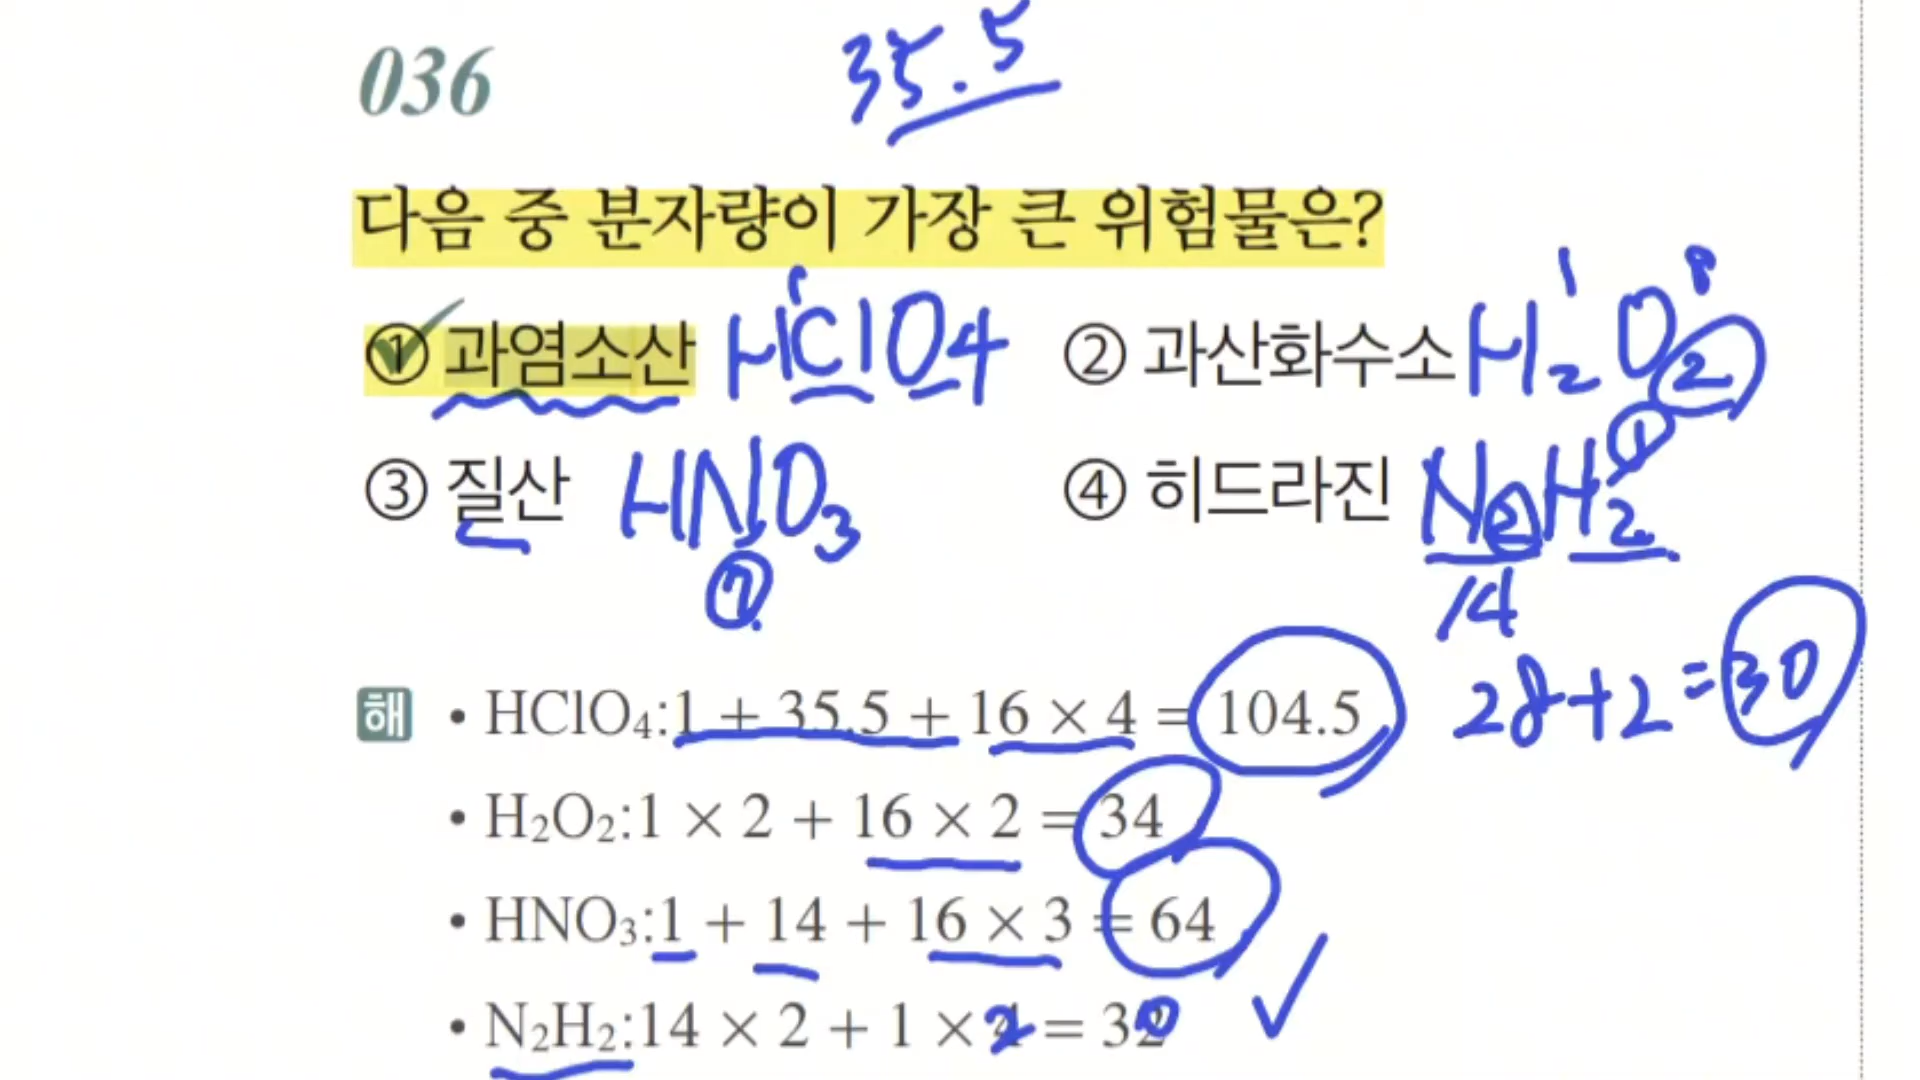 35.5
036
다음 중 분자량이 가장 큰 위험물은?
① 과염소산 HClO4 ② 과산화수소 H2O2
③ 질산 HNO3 ④ 히드라진 N2H2
7
14
28+2=30
해 • HClO₄:1 + 35.5 + 16 × 4 = 104.5
• H₂O₂:1 × 2 + 16 × 2 = 34
• HNO₃:1 + 14 + 16 × 3 = 64
• N₂H₂:14 × 2 + 1 × 2 = 30